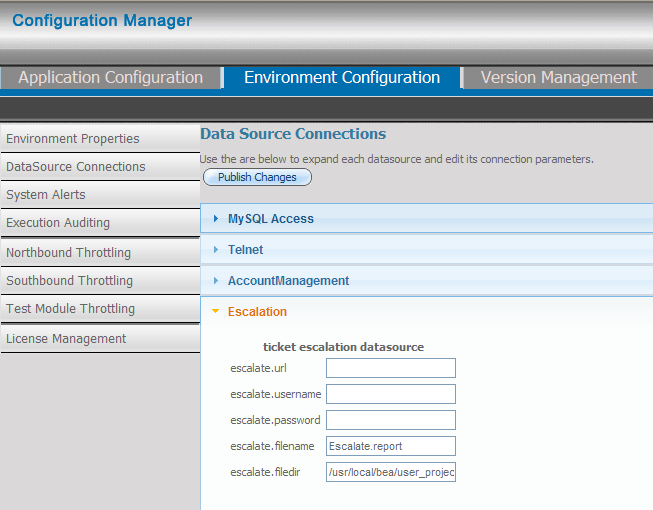 Configuration Manager
Application Configuration
Environment Configuration
Version Management
Environment Properties
DataSource Connections
System Alerts
Execution Auditing
Northbound Throttling
Southbound Throttling
Test Module Throttling
License Management
Data Source Connections
Use the are below to expand each datasource and edit its connection parameters.
Publish Changes
MySQL Access
Telnet
AccountManagement
Escalation
ticket escalation datasource
escalate.url
escalate.username
escalate.password
escalate.filename Escalate.report
escalate.filedir /usr/local/bea/user_projec